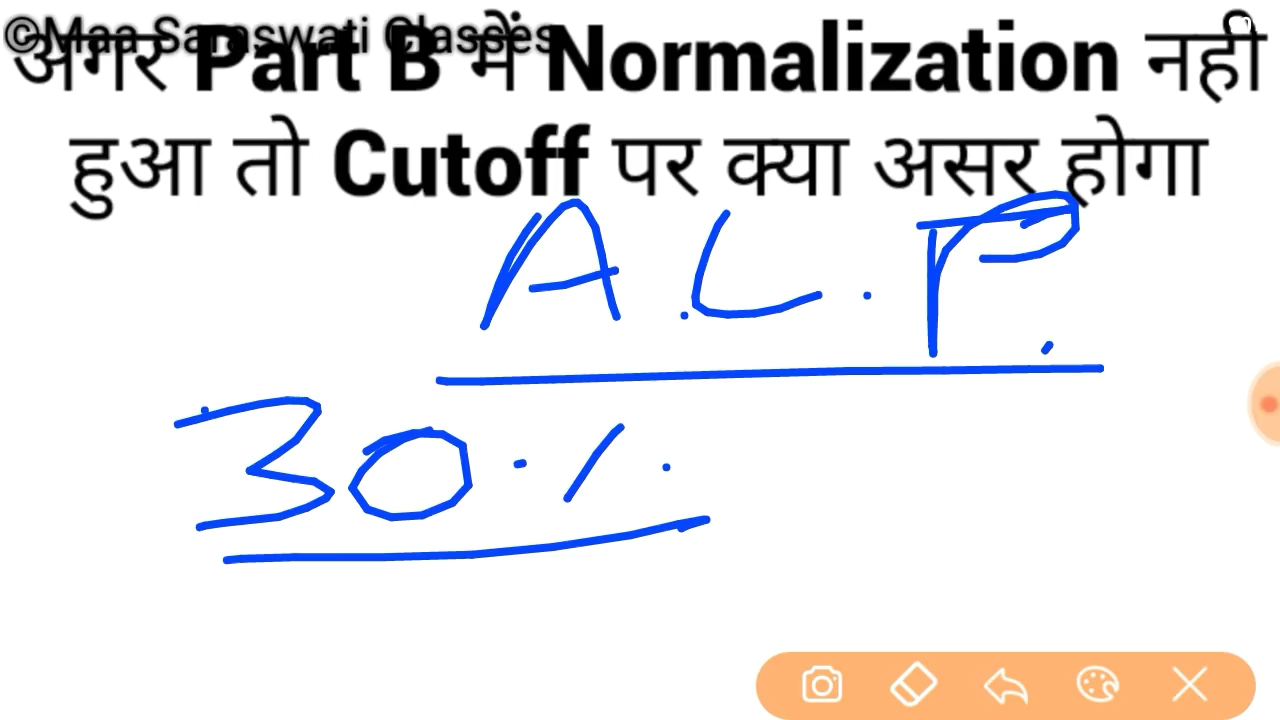 ©Maa Saraswati Classes
अगर Part B में Normalization नही
हुआ तो Cutoff पर क्या असर होगा
A.L.P.
30%